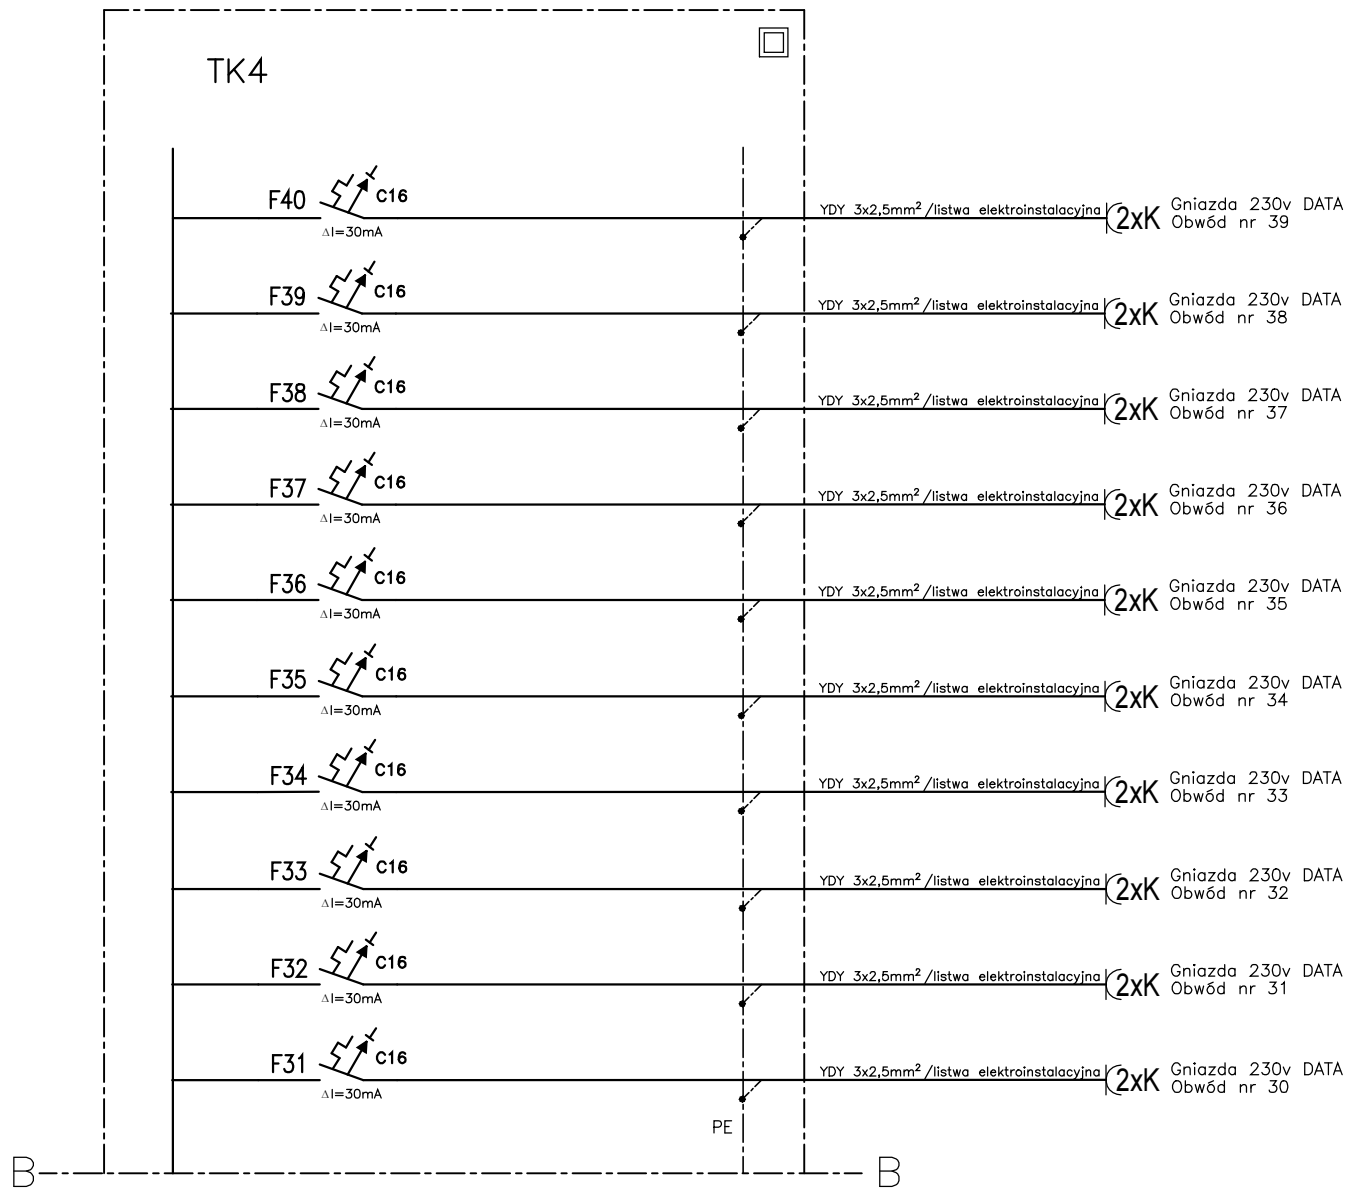 TK4
F40 C16 YDY 3x2,5mm²/listwa elektroinstalacyjna 2xK Gniazda 230v DATA
ΔI=30mA Obwód nr 39
F39 C16 YDY 3x2,5mm²/listwa elektroinstalacyjna 2xK Gniazda 230v DATA
ΔI=30mA Obwód nr 38
F38 C16 YDY 3x2,5mm²/listwa elektroinstalacyjna 2xK Gniazda 230v DATA
ΔI=30mA Obwód nr 37
F37 C16 YDY 3x2,5mm²/listwa elektroinstalacyjna 2xK Gniazda 230v DATA
ΔI=30mA Obwód nr 36
F36 C16 YDY 3x2,5mm²/listwa elektroinstalacyjna 2xK Gniazda 230v DATA
ΔI=30mA Obwód nr 35
F35 C16 YDY 3x2,5mm²/listwa elektroinstalacyjna 2xK Gniazda 230v DATA
ΔI=30mA Obwód nr 34
F34 C16 YDY 3x2,5mm²/listwa elektroinstalacyjna 2xK Gniazda 230v DATA
ΔI=30mA Obwód nr 33
F33 C16 YDY 3x2,5mm²/listwa elektroinstalacyjna 2xK Gniazda 230v DATA
ΔI=30mA Obwód nr 32
F32 C16 YDY 3x2,5mm²/listwa elektroinstalacyjna 2xK Gniazda 230v DATA
ΔI=30mA Obwód nr 31
F31 C16 YDY 3x2,5mm²/listwa elektroinstalacyjna 2xK Gniazda 230v DATA
ΔI=30mA Obwód nr 30
PE
B B